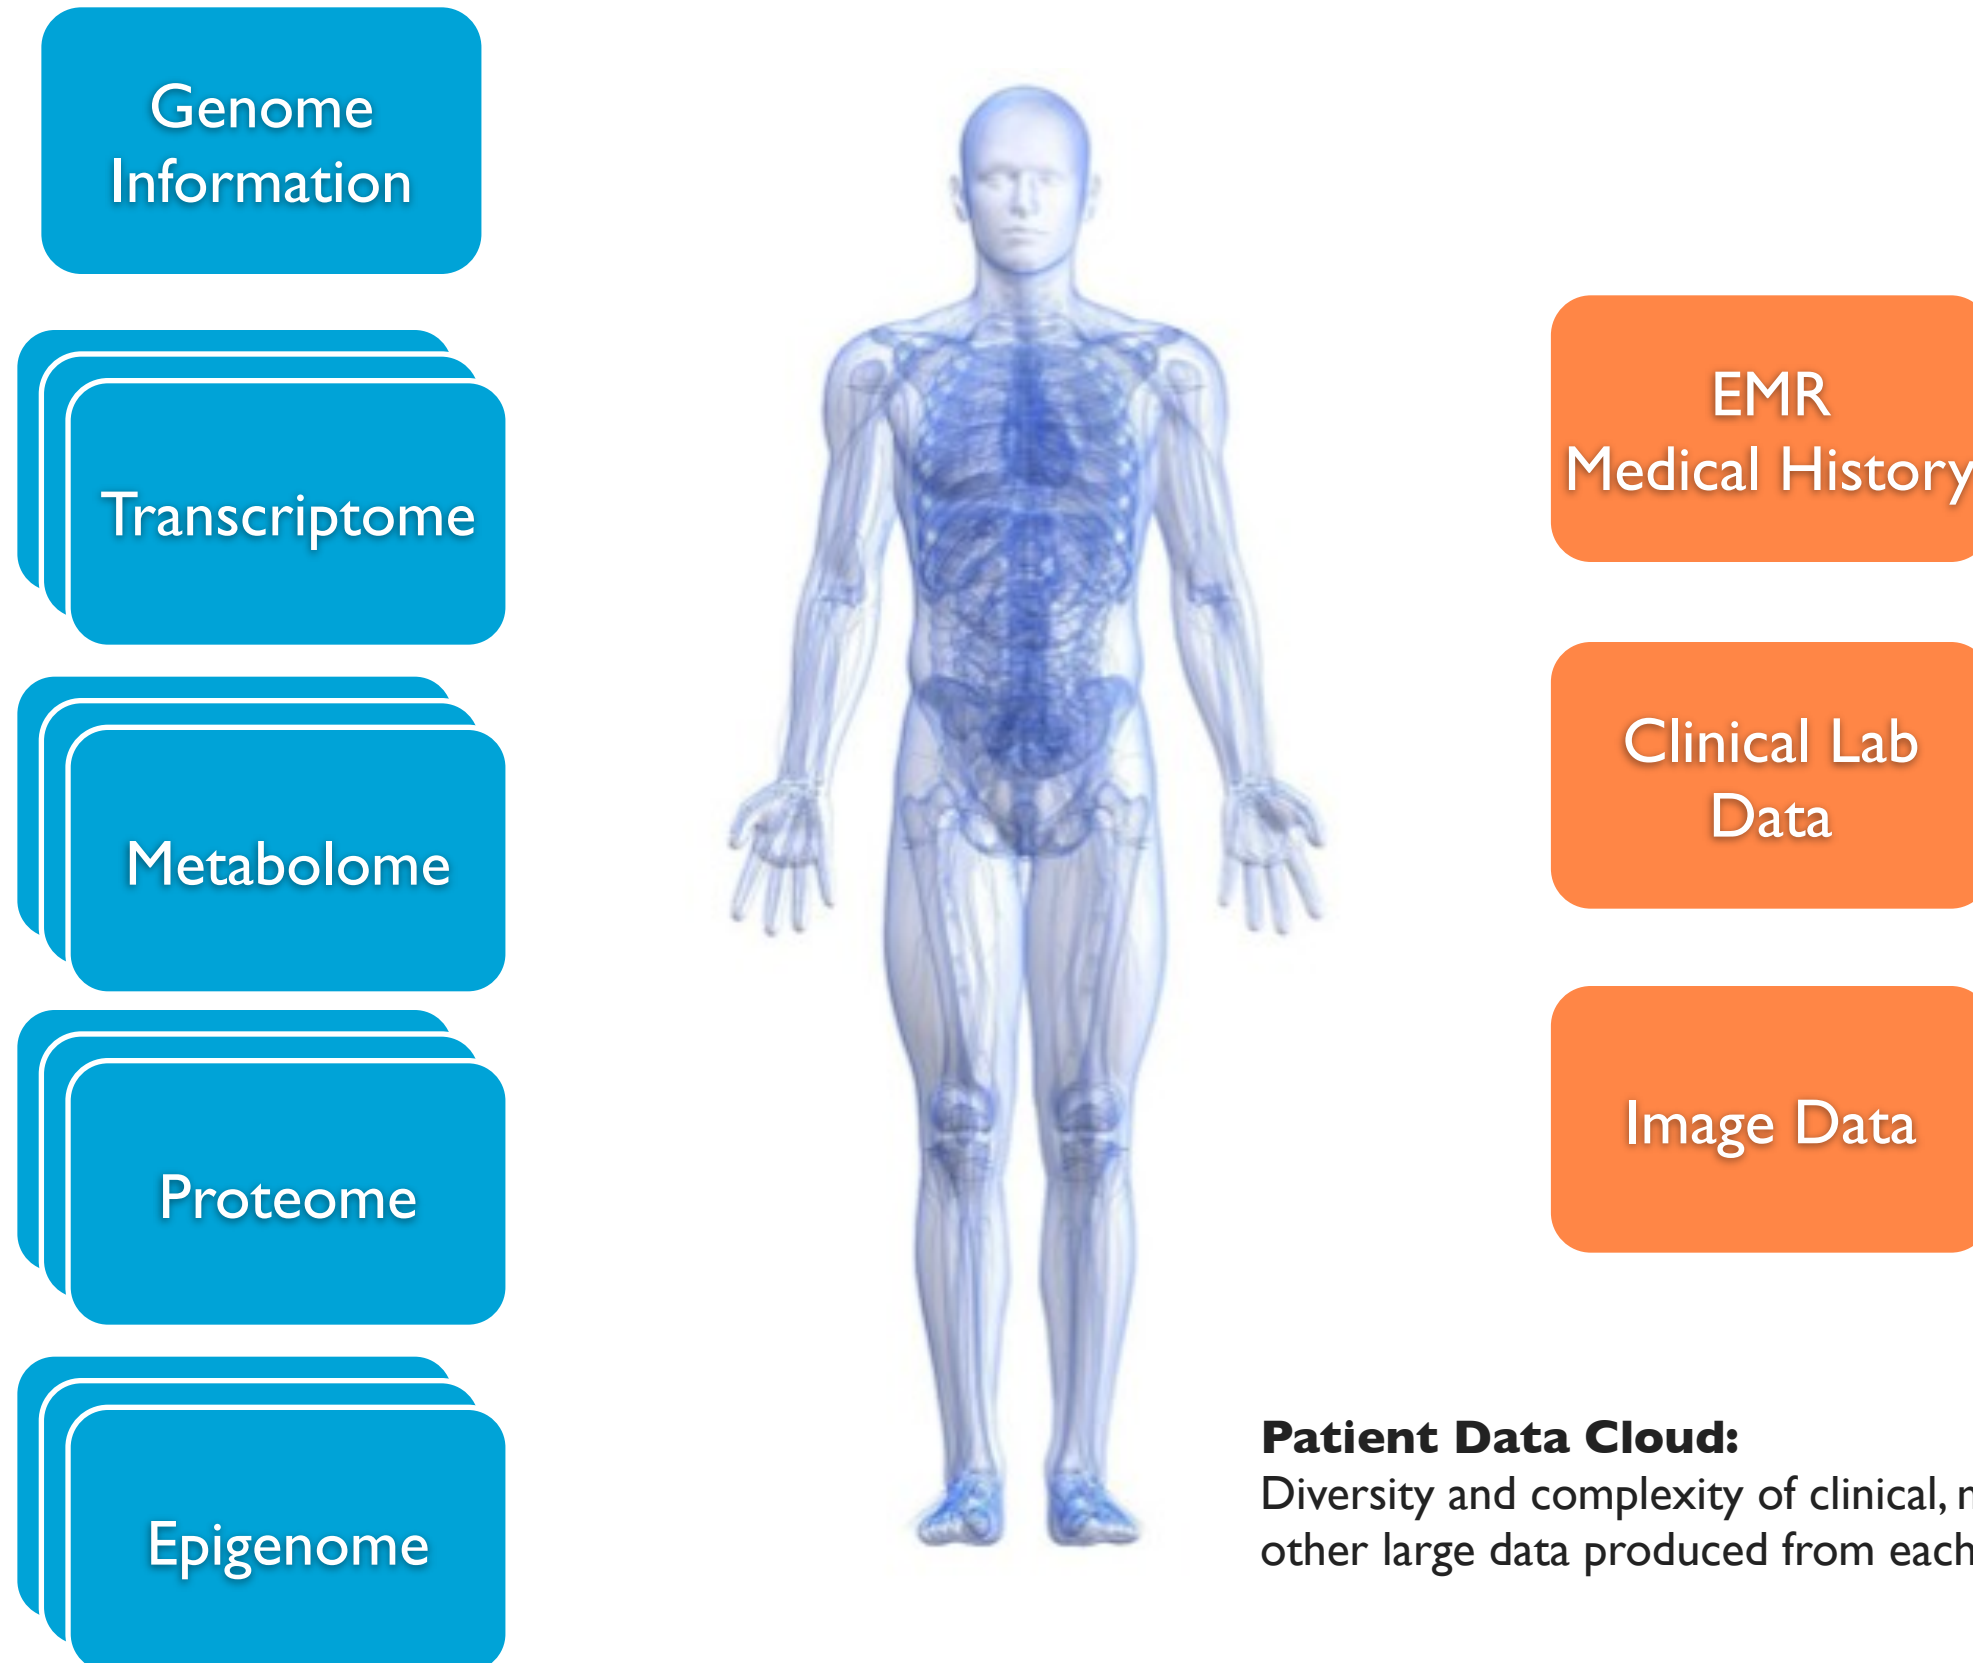 Genome
Information
Transcriptome
Metabolome
Proteome
Epigenome
EMR
Medical History
Clinical Lab
Data
Image Data
Patient Data Cloud:
Diversity and complexity of clinical,
other large data produced from each